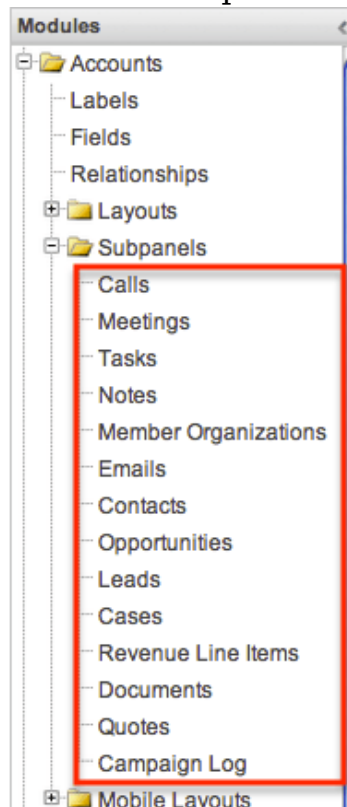 Modules
Accounts
Labels
Fields
Relationships
Layouts
Subpanels
Calls
Meetings
Tasks
Notes
Member Organizations
Emails
Contacts
Opportunities
Leads
Cases
Revenue Line Items
Documents
Quotes
Campaign Log
Mobile Layouts